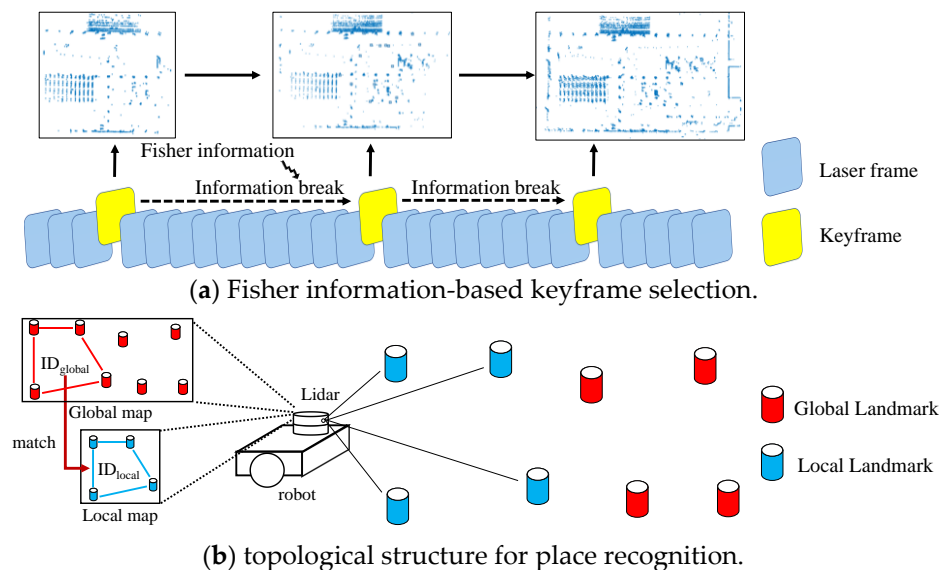 Fisher information
Information break
Information break
Laser frame
Keyframe
(a) Fisher information-based keyframe selection.
ID_global
Global map
match
ID_local
Local map
Lidar
robot
Global Landmark
Local Landmark
(b) topological structure for place recognition.